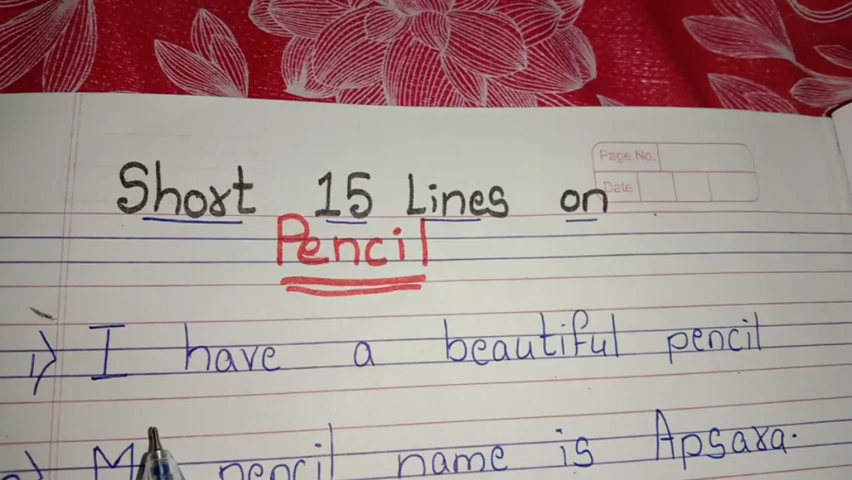 Short 15 Lines on
Page No.
Date
Pencil
1) I have a beautiful pencil
pencil name is Apsara.